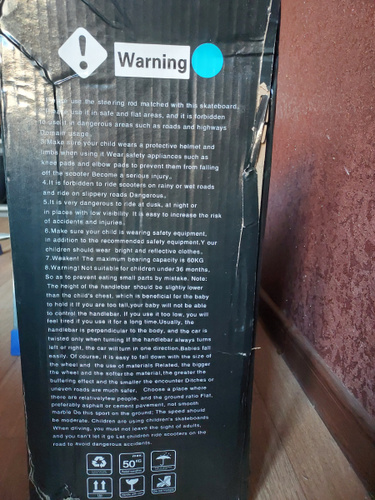 Warning
use the steering rod matched with this skateboard.
use it in safe and flat areas, and it is forbidden
to use it in dangerous areas such as roads and highways
Domain usage.
3.Make sure your child wears a protective helmet and
limbs when using it Wear safety appliances such as
knee pads and elbow pads to prevent them from falling
off the scooter Become a serious injury.
4.It is forbidden to ride scooters on rainy or wet roads
and ride on slippery roads Dangerous.
5.It is very dangerous to ride at dusk, at night or
in places with low visibility It is easy to increase the risk
of accidents and injuries.
6.Make sure your child is wearing safety equipment,
in addition to the recommended safety equipment.Y our
children should wear bright and reflective clothes.
7.Weaken! The maximum bearing capacity is 60KG
8.Warning! Not suitable for children under 36 months.
So as to prevent eating small parts by mistake. Note:
The height of the handlebar should be slightly lower
than the child's chest, which is beneficial for the baby
to hold it If you are too tall,your baby will not be able
to control the handlebar. If you use it too low, you will
feel tired if you use it for a long time.Usually, the
handlebar is perpendicular to the body, and the car is
twisted only when turning If the handlebar always turns
left or right, the car will turn in one direction.Babies fall
easily. Of course, it is easy to fall down with the size of
the wheel and the use of materials Related, the bigger
the wheel and the softer the material,the greater the
buffering effect and the smaller the encounter Ditches or
uneven roads are much safer. Choose a place where
there are relativelytew people, and the ground ratio Flat,
preferably asphalt or cement pavement, not smooth
marble Do this sport on the ground; The speed should
be moderate, Children are using children's skateboards
When driving, you must not leave the sight of adults,
and you can't let it go Let children ride scooters on the
road to Avoid dangerous accidents.
50